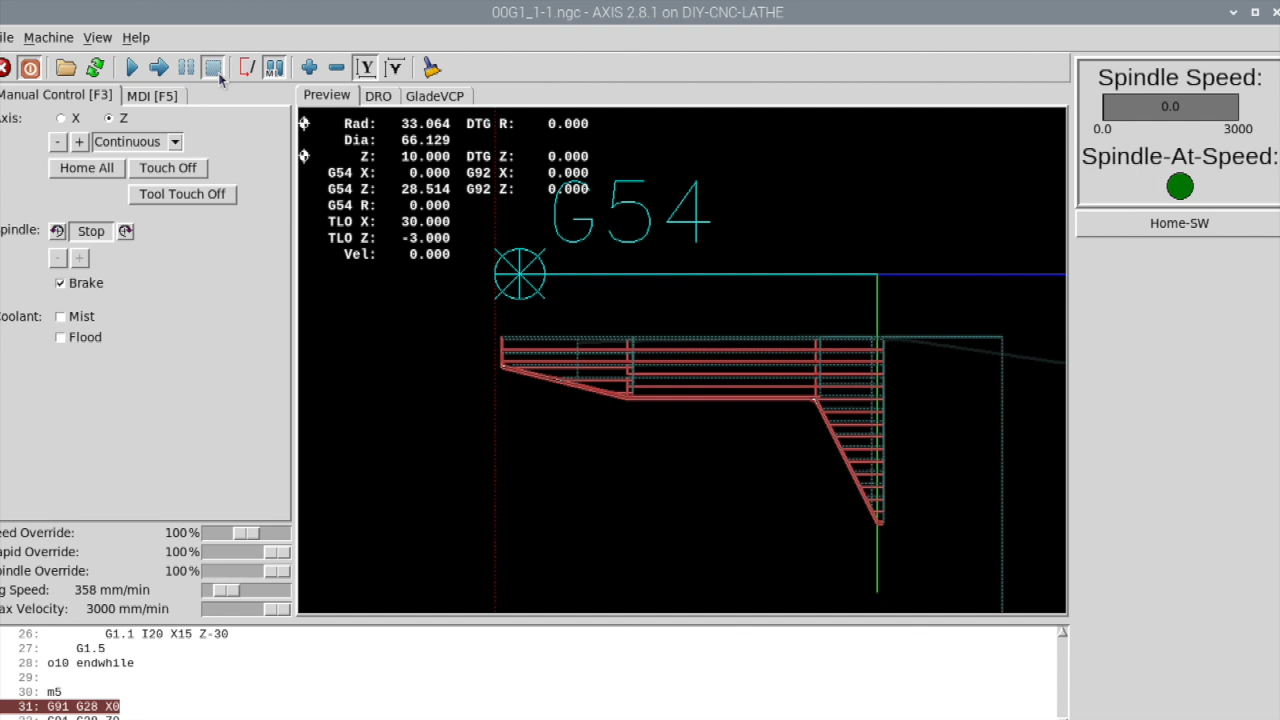 00G1_1-1.ngc - AXIS 2.8.1 on DIY-CNC-LATHE
ile Machine View Help
Manual Control [F3] MDI [F5]
Preview DRO GladeVCP
xis: X Z
- + Continuous
Home All Touch Off
Tool Touch Off
pindle: Stop
- +
Brake
oolant: Mist
Flood
Rad: 33.064 DTG R: 0.000
Dia: 66.129
Z: 10.000 DTG Z: 0.000
G54 X: 0.000 G92 X: 0.000
G54 Z: 28.514 G92 Z: 0.000
G54 R: 0.000
TLO X: 30.000
TLO Z: -3.000
Vel: 0.000
G54
Spindle Speed:
0.0
0.0 3000
Spindle-At-Speed:
Home-SW
eed Override: 100%
apid Override: 100%
pindle Override: 100%
g Speed: 358 mm/min
ax Velocity: 3000 mm/min
26: G1.1 I20 X15 Z-30
27: G1.5
28: o10 endwhile
29:
30: m5
31: G91 G28 X0